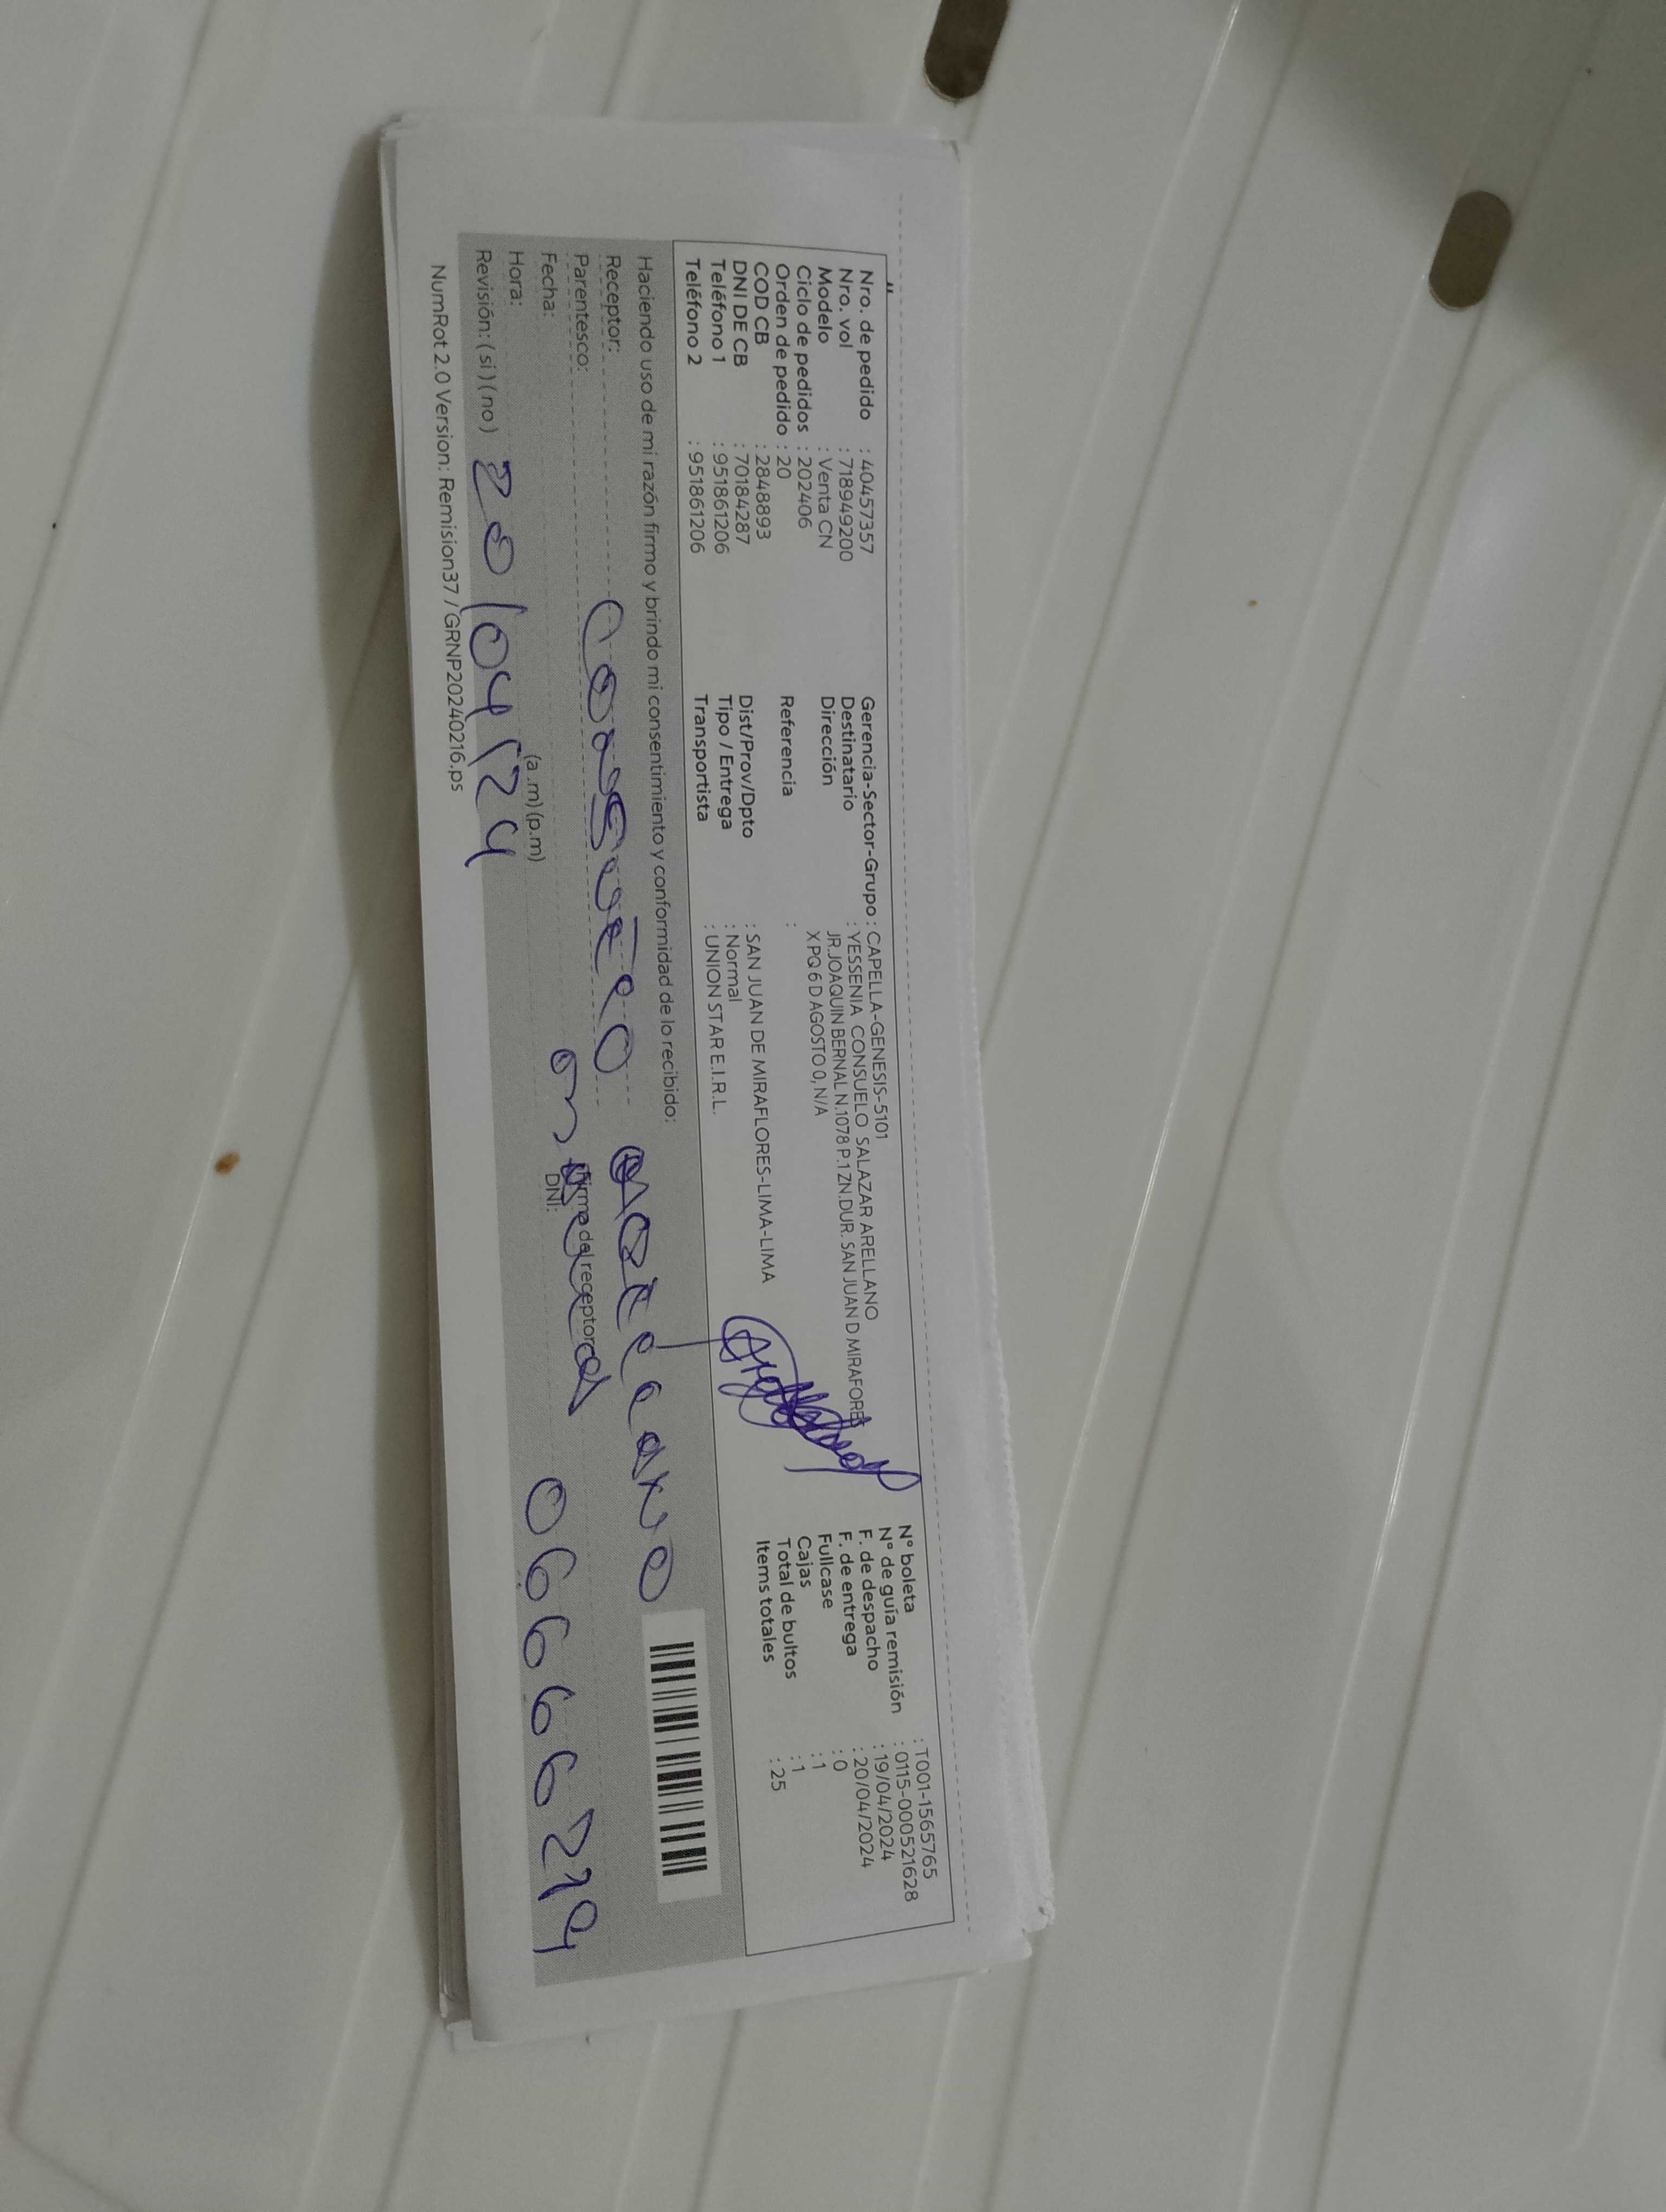 Nro. de pedido : 40457357
Nro. vol : 718949200
Modelo : Venta CN
Ciclo de pedidos : 202406
Orden de pedido : 20
COD CB : 2848893
DNI DE CB : 70184287
Teléfono 1 : 951861206
Teléfono 2 : 951861206
Gerencia-Sector-Grupo : CAPELLA-GENESIS-5101
Destinatario : YESSENIA CONSUELO SALAZAR ARELLANO
Dirección JR.JOAQUIN BERNAL N.1078 P.1 ZN.DUR. SAN JUAN D MIRAFORES
X PQ 6 D AGOSTO 0, N/A
Referencia :
Dist/Prov/Dpto : SAN JUAN DE MIRAFLORES-LIMA-LIMA
Tipo / Entrega : Normal
Transportista : UNION STAR E.I.R.L.
N° boleta : T001-1565765
N° de guía remisión : 0115-000521628
F. de despacho : 19/04/2024
F. de entrega : 20/04/2024
Fullcase : 0
Cajas : 1
Total de bultos : 1
Items totales : 25
Haciendo uso de mi razón firmo y brindo mi consentimiento y conformidad de lo recibido:
Receptor: Consuelo Arellano
Parentesco:
Firma del receptor
Fecha:
DNI: 06666279
Hora: (a.m) (p.m)
Revisión: (si) (no) 20/04/24
NumRot 2.0 Version: Remision37 / GRNP20240216.ps